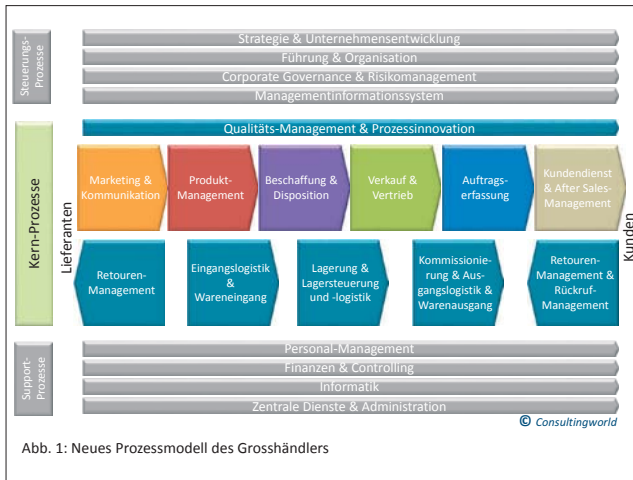 Steuerungs-
Prozesse
Strategie & Unternehmensentwicklung
Führung & Organisation
Corporate Governance & Risikomanagement
Managementinformationssystem
Kern-Prozesse
Lieferanten
Qualitäts-Management & Prozessinnovation
Marketing &
Kommunikation
Produkt-
Management
Beschaffung &
Disposition
Verkauf &
Vertrieb
Auftrags-
erfassung
Kundendienst
& After Sales-
Management
Kunden
Retouren-
Management
Eingangslogistik
&
Wareneingang
Lagerung &
Lagersteuerung
und -logistik
Kommissionie-
rung & Aus-
gangslogistik &
Warenausgang
Retouren-
Management &
Rückruf-
Management
Support-
Prozesse
Personal-Management
Finanzen & Controlling
Informatik
Zentrale Dienste & Administration
© Consultingworld
Abb. 1: Neues Prozessmodell des Grosshändlers